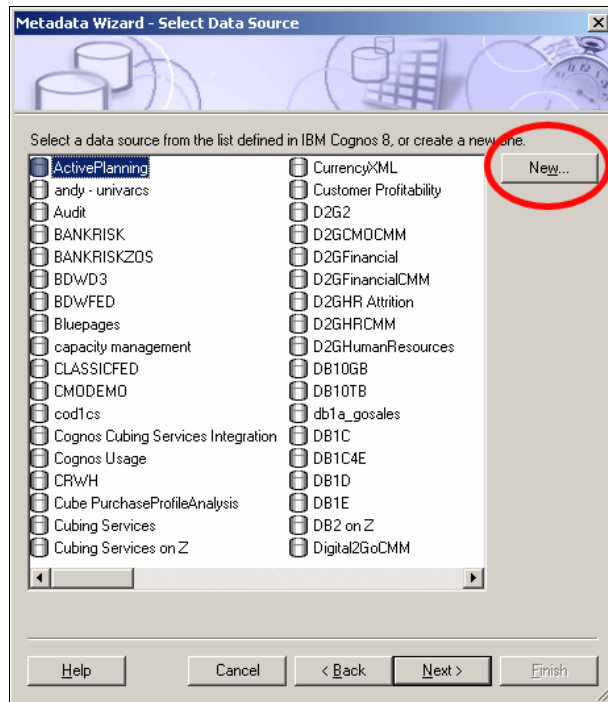 Metadata Wizard - Select Data Source
Select a data source from the list defined in IBM Cognos 8, or create a new one.
New...
ActivePlanning
andy - univarcs
Audit
BANKRISK
BANKRISKZOS
BDWD3
BDWFED
Bluepages
capacity management
CLASSICFED
CMODEMO
cod1cs
Cognos Cubing Services Integration
Cognos Usage
CRWH
Cube PurchaseProfileAnalysis
Cubing Services
Cubing Services on Z
CurrencyXML
Customer Profitability
D2G2
D2GCMOCMM
D2GFinancial
D2GFinancialCMM
D2GHR Attrition
D2GHRCMM
D2GHumanResources
DB10GB
DB10TB
db1a_gosales
DB1C
DB1C4E
DB1D
DB1E
DB2 on Z
Digital2GoCMM
Help Cancel < Back Next > Finish